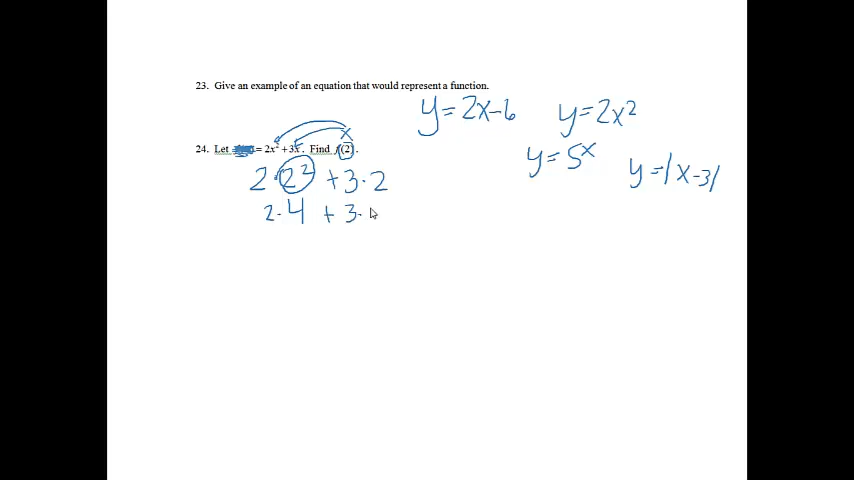 23. Give an example of an equation that would represent a function.
y = 2x-6 y = 2x²
x
24. Let = 2x² + 3x. Find f(2).
y = 5ˣ y = |x-3|
2·2² + 3·2
2·4 + 3·